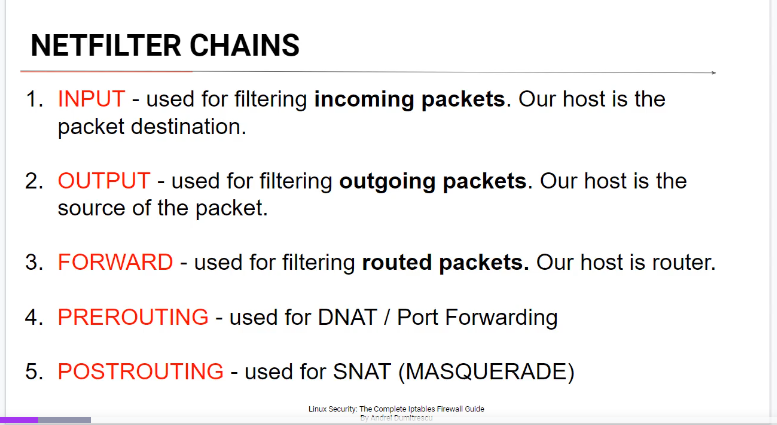 NETFILTER CHAINS
1. INPUT - used for filtering incoming packets. Our host is the
packet destination.
2. OUTPUT - used for filtering outgoing packets. Our host is the
source of the packet.
3. FORWARD - used for filtering routed packets. Our host is router.
4. PREROUTING - used for DNAT / Port Forwarding
5. POSTROUTING - used for SNAT (MASQUERADE)
Linux Security: The Complete Iptables Firewall Guide
By Andrei Dumitrescu